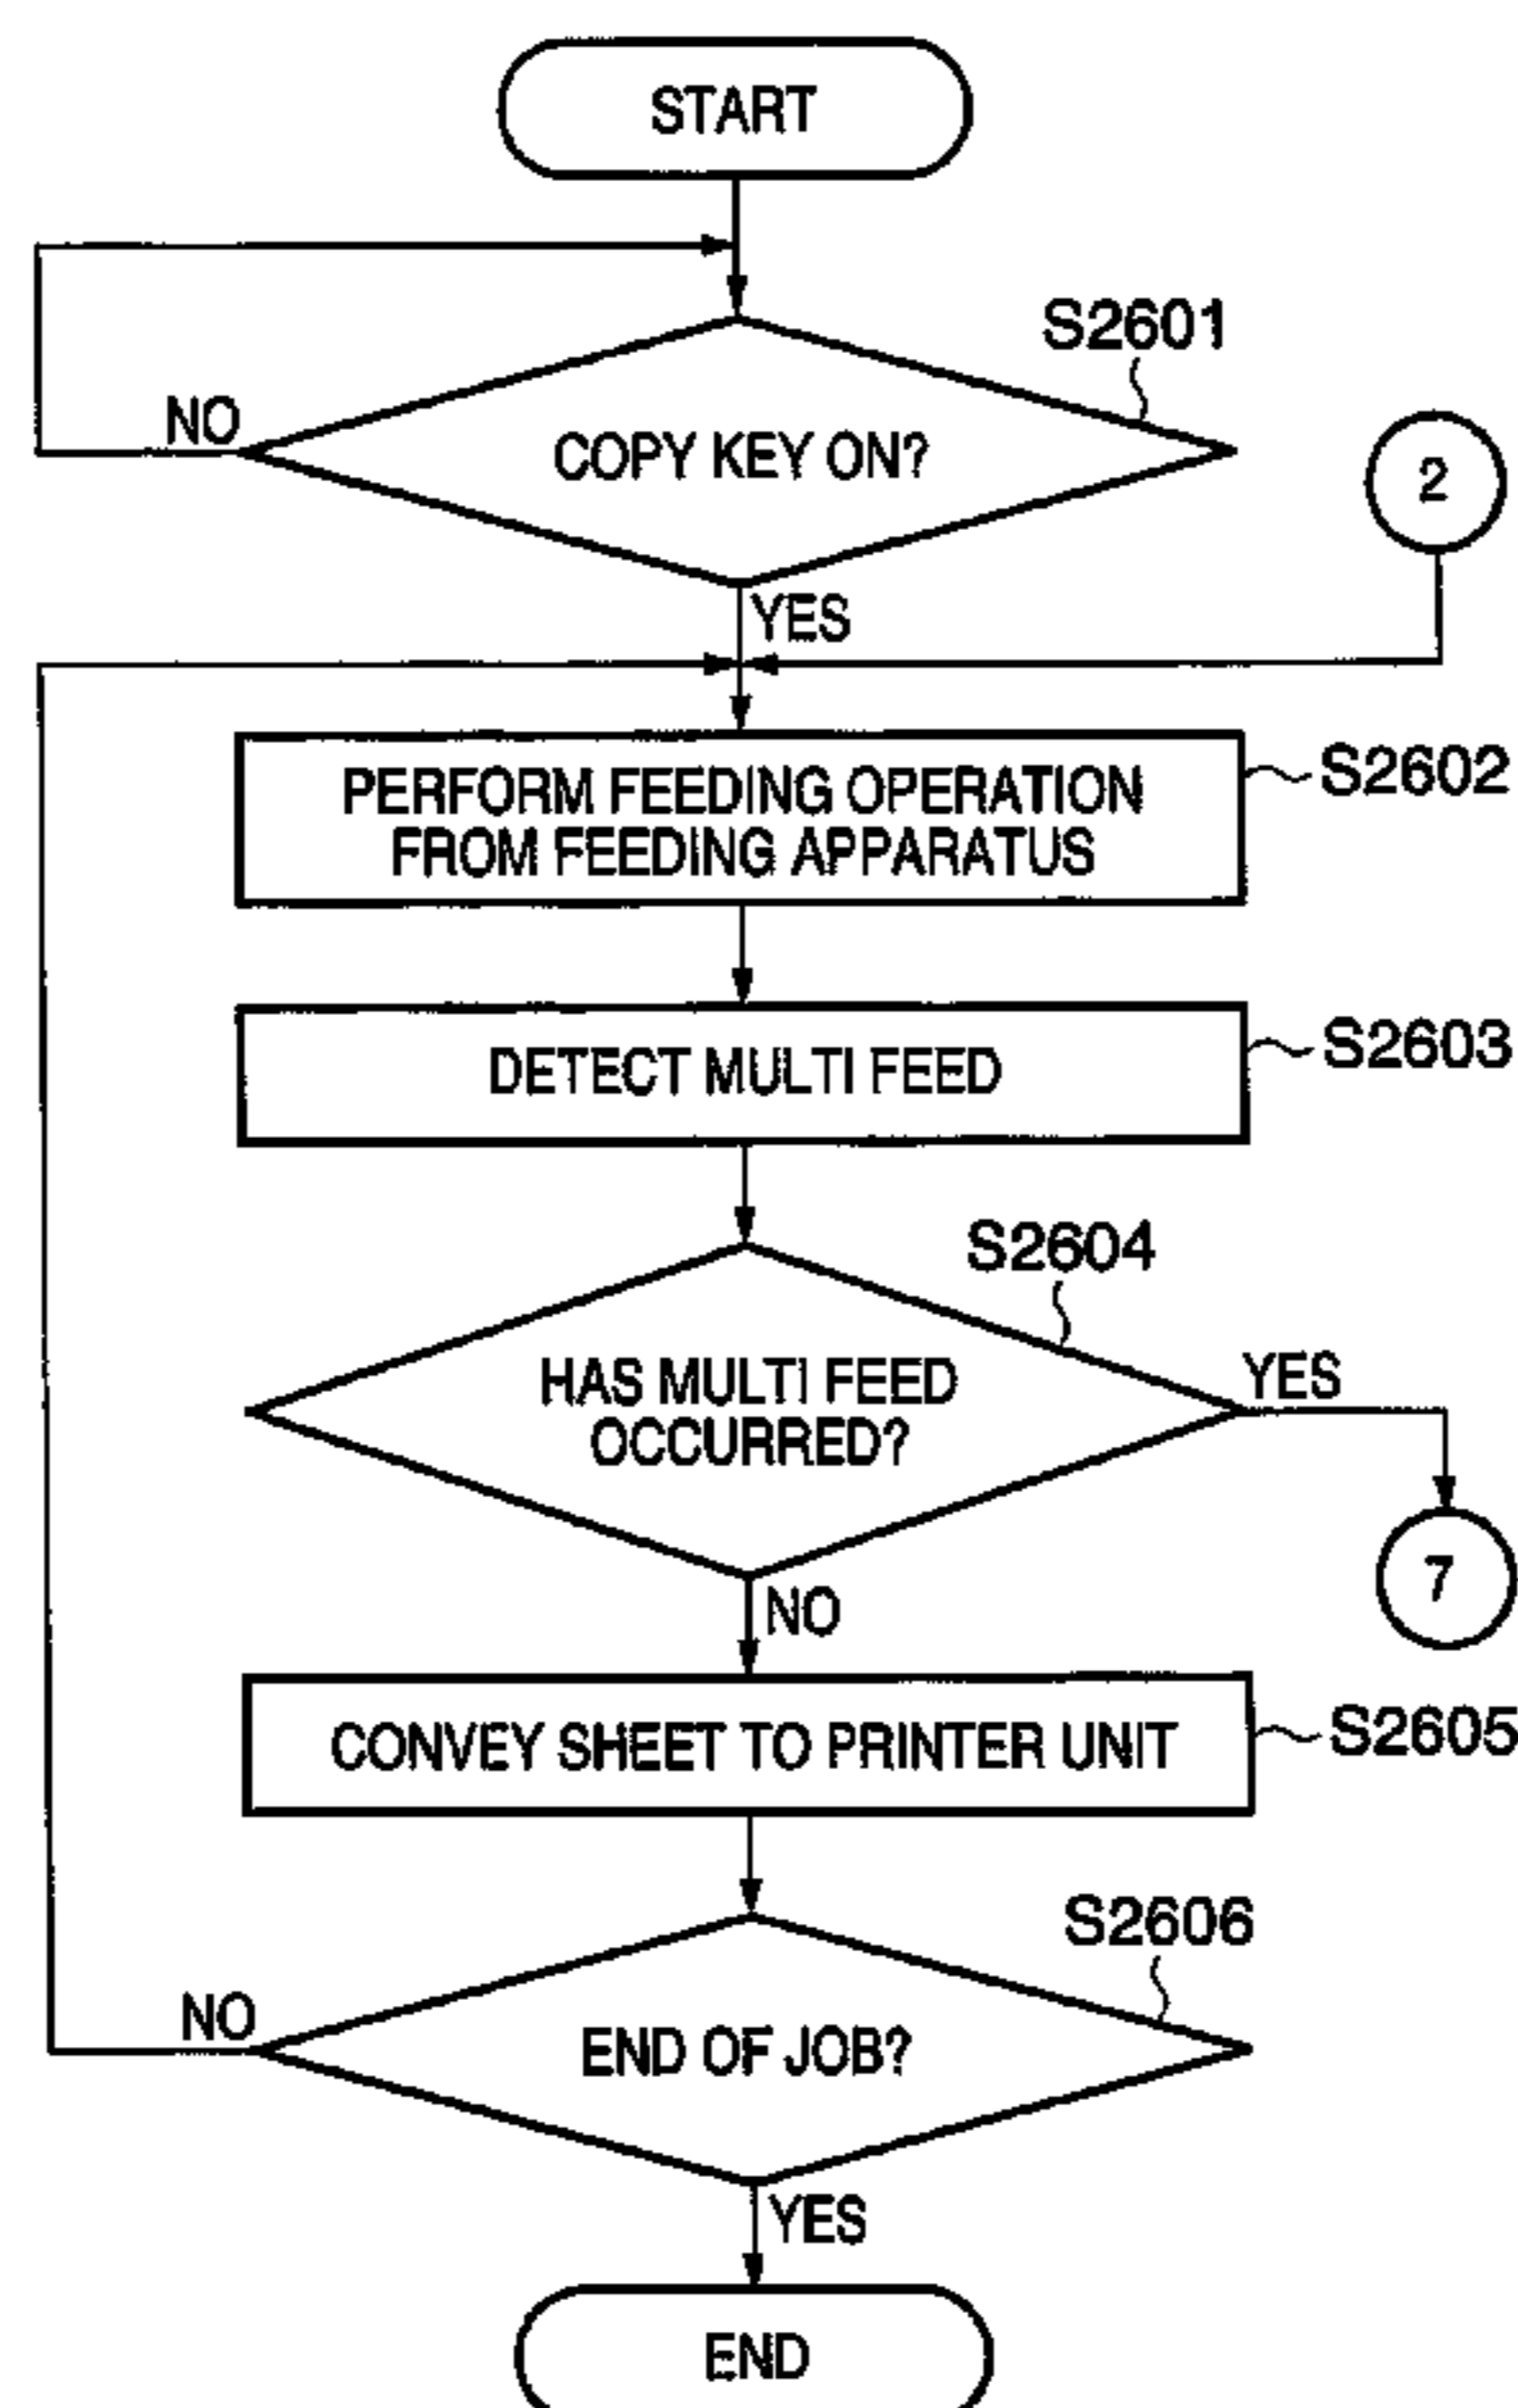 START
S2601
NO
COPY KEY ON?
2
YES
PERFORM FEEDING OPERATION
FROM FEEDING APPARATUS
S2602
DETECT MULTI FEED
S2603
S2604
HAS MULTI FEED
OCCURRED?
YES
7
NO
CONVEY SHEET TO PRINTER UNIT
S2605
S2606
NO
END OF JOB?
YES
END